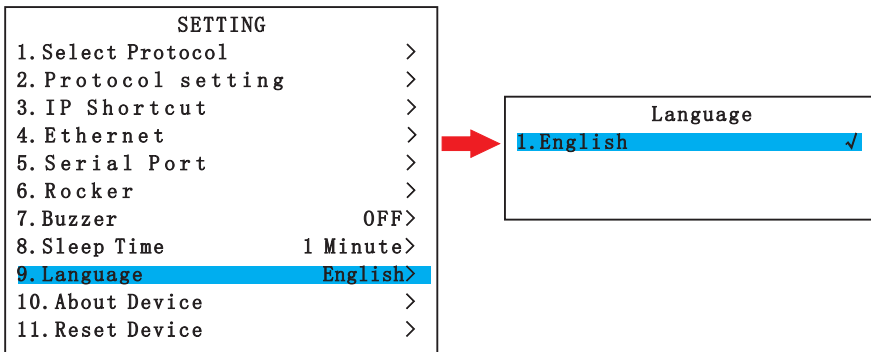 SETTING
1. Select Protocol >
2. Protocol setting >
3. IP Shortcut >
4. Ethernet >
5. Serial Port >
6. Rocker >
7. Buzzer OFF>
8. Sleep Time 1 Minute>
9. Language English>
10. About Device >
11. Reset Device >
Language
1. English √